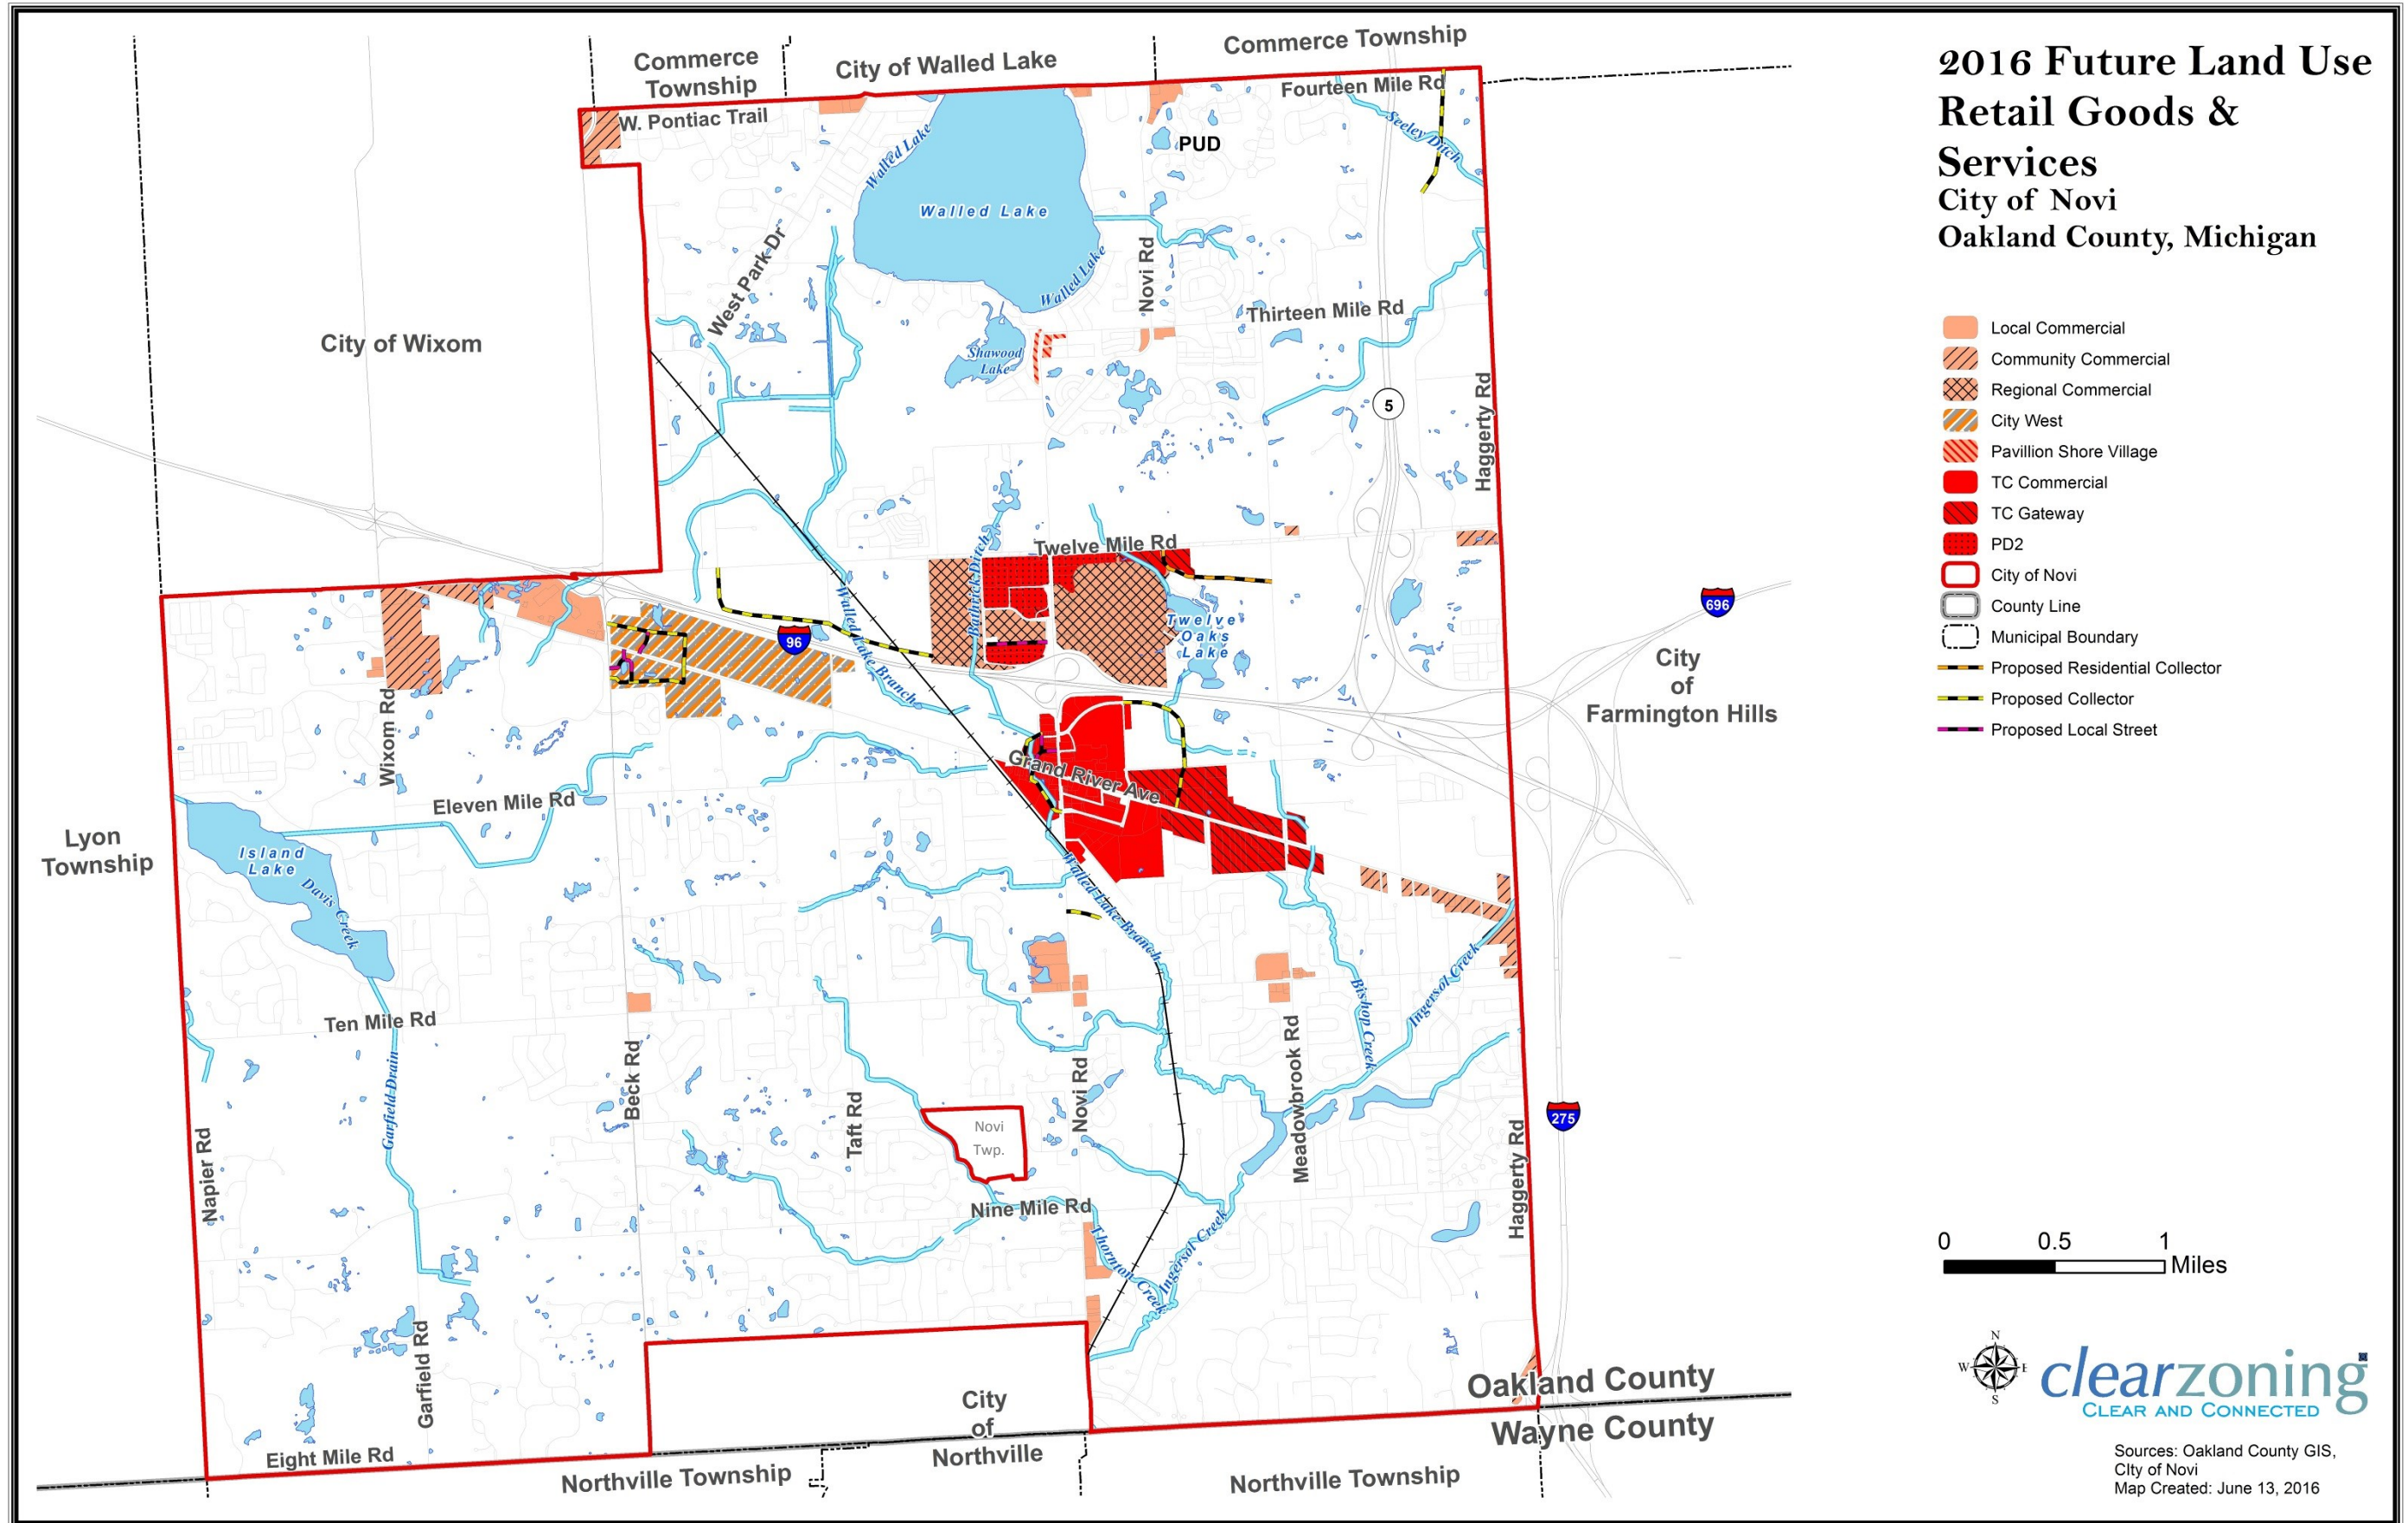 2016 Future Land Use
Retail Goods &
Services
City of Novi
Oakland County, Michigan
Local Commercial
Community Commercial
Regional Commercial
City West
Pavillion Shore Village
TC Commercial
TC Gateway
PD2
City of Novi
County Line
Municipal Boundary
Proposed Residential Collector
Proposed Collector
Proposed Local Street
Commerce
Township
City of Walled Lake
Commerce Township
W. Pontiac Trail
Fourteen Mile Rd
Seeley Ditch
PUD
Walled Lake
Walled Lake
Walled Lake
West Park Dr
Novi Rd
Thirteen Mile Rd
City of Wixom
Shawood
Lake
5
Haggerty Rd
Twelve Mile Rd
Bathrick Ditch
Walled Lake Branch
96
Twelve
Oaks
Lake
696
City
of
Farmington Hills
Wixom Rd
Grand River Ave
Eleven Mile Rd
Lyon
Township
Island
Lake
Davis Creek
Walled Lake Branch
Bishop Creek
Ingersol Creek
Ten Mile Rd
Garfield Drain
Beck Rd
Taft Rd
Novi Rd
Meadowbrook Rd
275
Novi
Twp.
Napier Rd
Haggerty Rd
Nine Mile Rd
Thornton Creek
Ingersol Creek
Garfield Rd
Eight Mile Rd
City
of
Northville
Northville Township
Northville Township
Oakland County
Wayne County
0 0.5 1
Miles
N
W E
S
clearzoning
CLEAR AND CONNECTED
Sources: Oakland County GIS,
CIty of Novi
Map Created: June 13, 2016